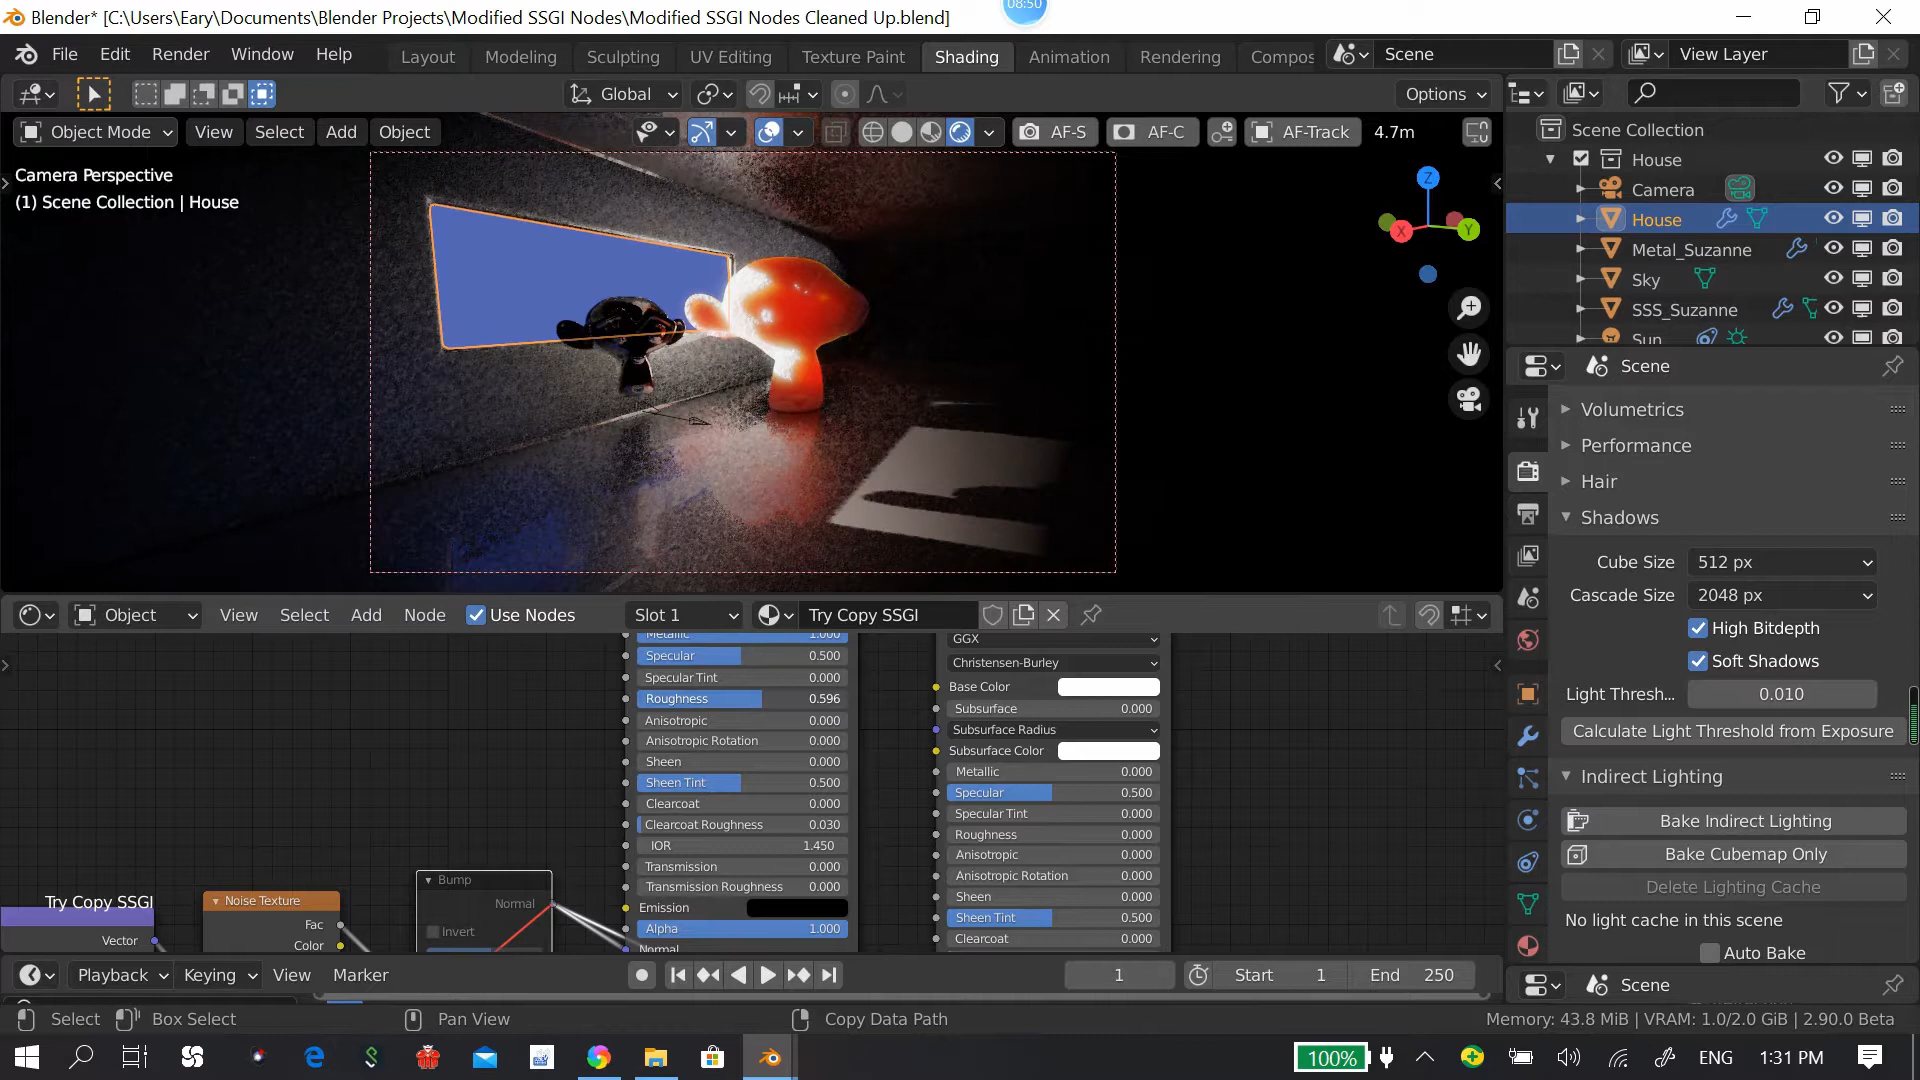 Blender* [C:\Users\Eary\Documents\Blender Projects\Modified SSGI Nodes\Modified SSGI Nodes Cleaned Up.blend]
08:50
File Edit Render Window Help
Layout Modeling Sculpting UV Editing Texture Paint Shading Animation Rendering Compos
Scene
View Layer
Global
Options
Object Mode View Select Add Object
AF-S AF-C AF-Track 4.7m
Camera Perspective
(1) Scene Collection | House
Z
X
Y
Scene Collection
House
Camera
House
Metal_Suzanne
Sky
SSS_Suzanne
Sun
Scene
Volumetrics
Performance
Hair
Shadows
Cube Size 512 px
Cascade Size 2048 px
High Bitdepth
Soft Shadows
Light Thresh... 0.010
Calculate Light Threshold from Exposure
Indirect Lighting
Bake Indirect Lighting
Bake Cubemap Only
Delete Lighting Cache
No light cache in this scene
Auto Bake
Scene
Object View Select Add Node Use Nodes Slot 1 Try Copy SSGI
Metallic 1.000
Specular 0.500
Specular Tint 0.000
Roughness 0.596
Anisotropic 0.000
Anisotropic Rotation 0.000
Sheen 0.000
Sheen Tint 0.500
Clearcoat 0.000
Clearcoat Roughness 0.030
IOR 1.450
Transmission 0.000
Transmission Roughness 0.000
Emission
Alpha 1.000
Normal
GGX
Christensen-Burley
Base Color
Subsurface 0.000
Subsurface Radius
Subsurface Color
Metallic 0.000
Specular 0.500
Specular Tint 0.000
Roughness 0.000
Anisotropic 0.000
Anisotropic Rotation 0.000
Sheen 0.000
Sheen Tint 0.500
Clearcoat 0.000
Try Copy SSGI
Vector
Noise Texture
Fac
Color
Bump
Normal
Invert
Playback Keying View Marker
1
Start 1
End 250
Select Box Select Pan View Copy Data Path
Memory: 43.8 MiB | VRAM: 1.0/2.0 GiB | 2.90.0 Beta
100%
ENG
1:31 PM